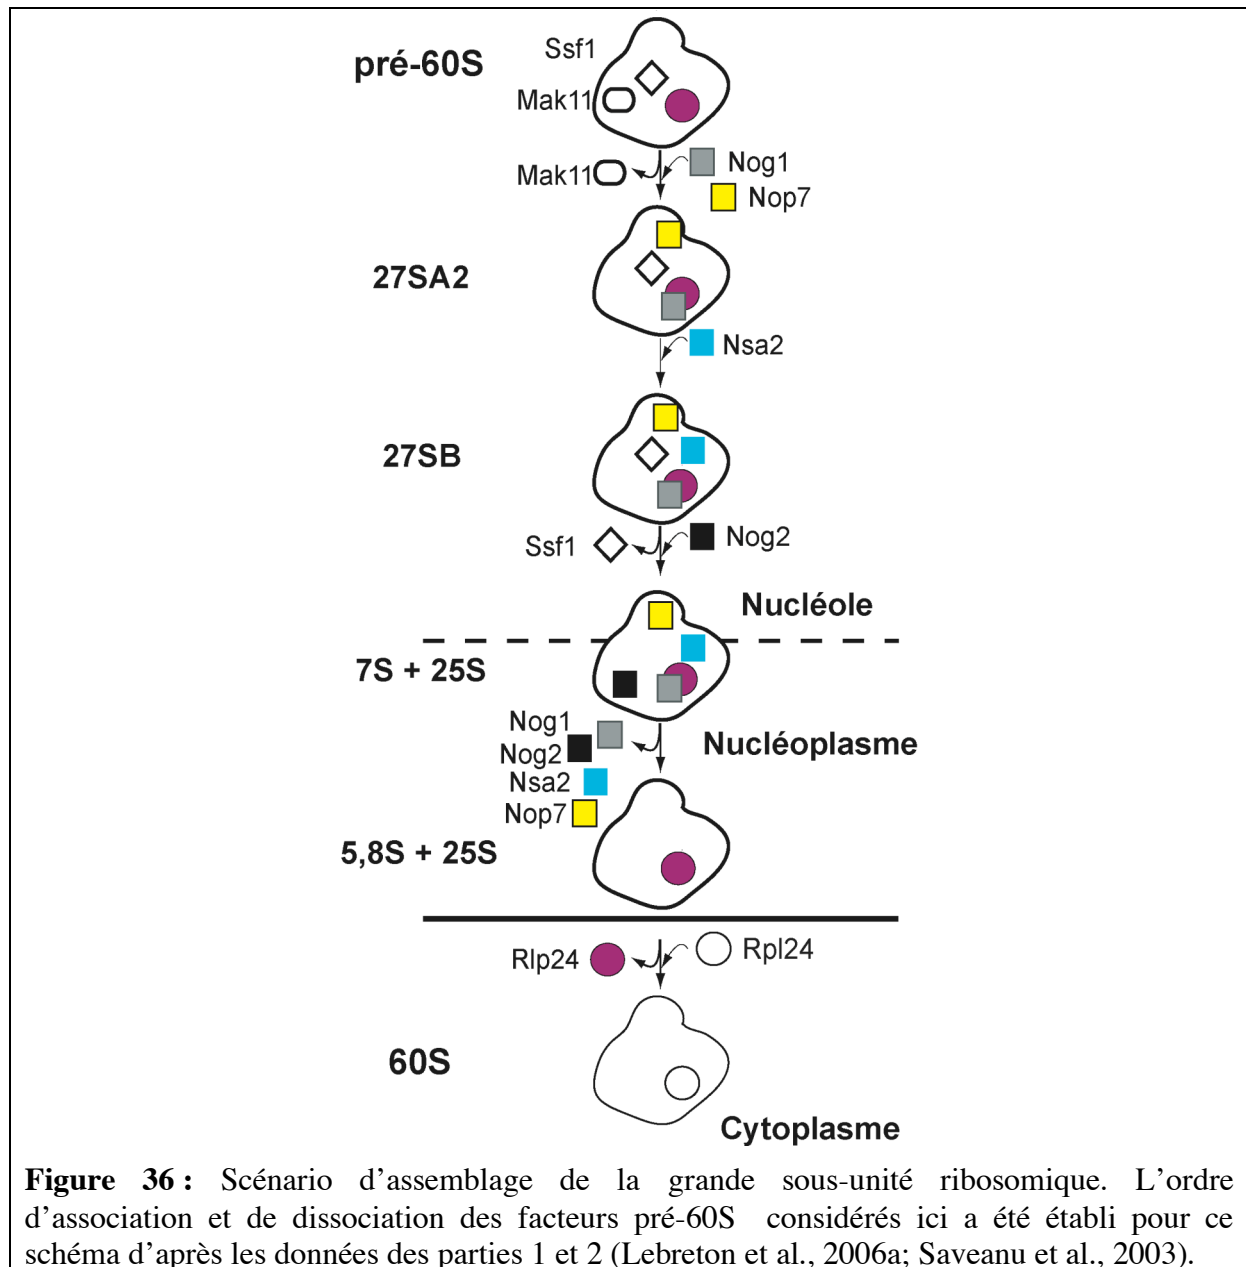 Ssf1
pré-60S
Mak11
Mak11
Nog1
Nop7
27SA2
Nsa2
27SB
Ssf1
Nog2
Nucléole
7S + 25S
Nog1
Nog2
Nucléoplasme
Nsa2
Nop7
5,8S + 25S
Rlp24
Rpl24
60S
Cytoplasme
Figure 36 : Scénario d’assemblage de la grande sous-unité ribosomique. L’ordre
d’association et de dissociation des facteurs pré-60S considérés ici a été établi pour ce
schéma d’après les données des parties 1 et 2 (Lebreton et al., 2006a; Saveanu et al., 2003).